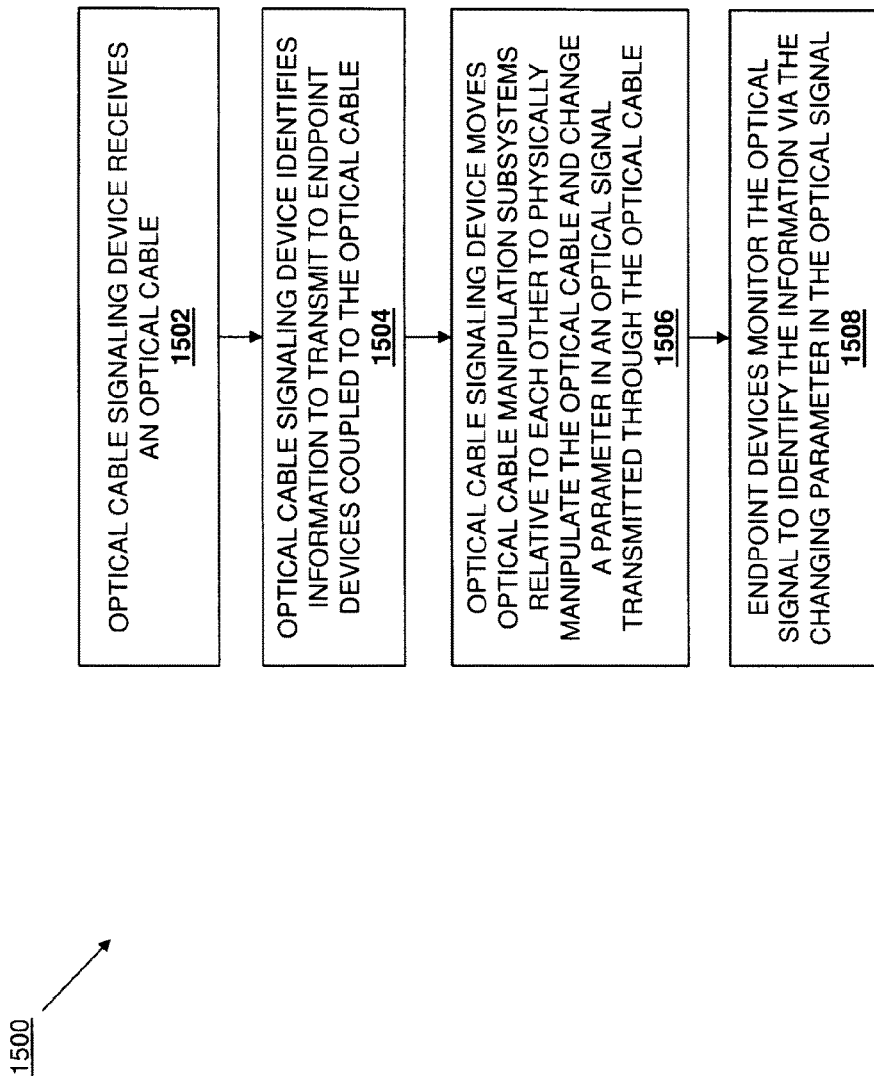 1500
OPTICAL CABLE SIGNALING DEVICE RECEIVES
AN OPTICAL CABLE
1502
OPTICAL CABLE SIGNALING DEVICE IDENTIFIES
INFORMATION TO TRANSMIT TO ENDPOINT
DEVICES COUPLED TO THE OPTICAL CABLE
1504
OPTICAL CABLE SIGNALING DEVICE MOVES
OPTICAL CABLE MANIPULATION SUBSYSTEMS
RELATIVE TO EACH OTHER TO PHYSICALLY
MANIPULATE THE OPTICAL CABLE AND CHANGE
A PARAMETER IN AN OPTICAL SIGNAL
TRANSMITTED THROUGH THE OPTICAL CABLE
1506
ENDPOINT DEVICES MONITOR THE OPTICAL
SIGNAL TO IDENTIFY THE INFORMATION VIA THE
CHANGING PARAMETER IN THE OPTICAL SIGNAL
1508